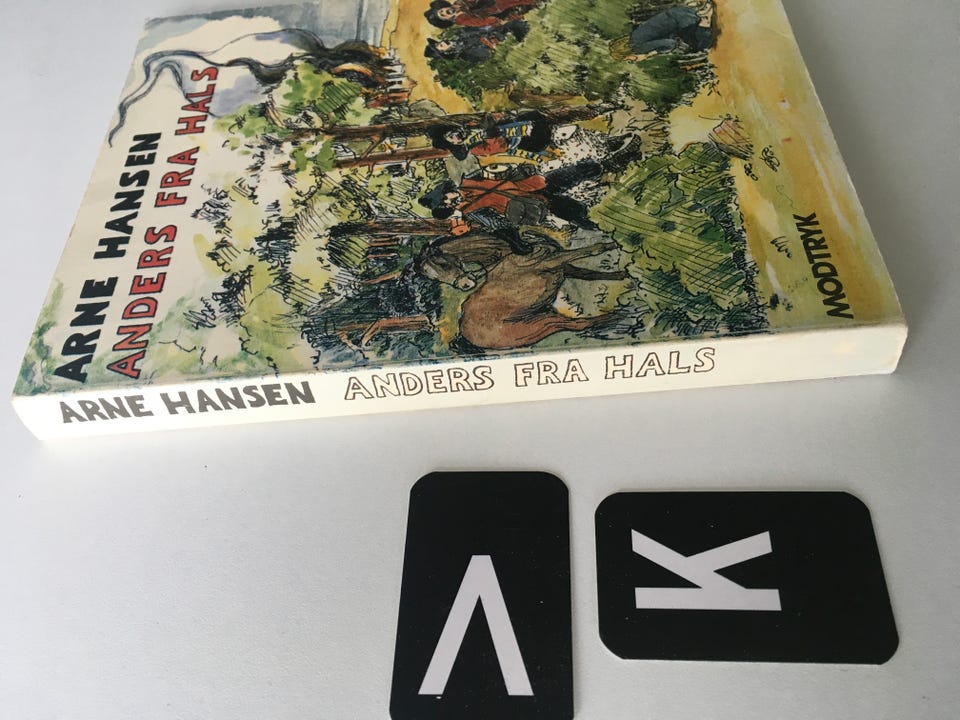 ARNE HANSEN
ANDERS FRA HALS
MODTRYK
ARNE HANSEN ANDERS FRA HALS
V
K